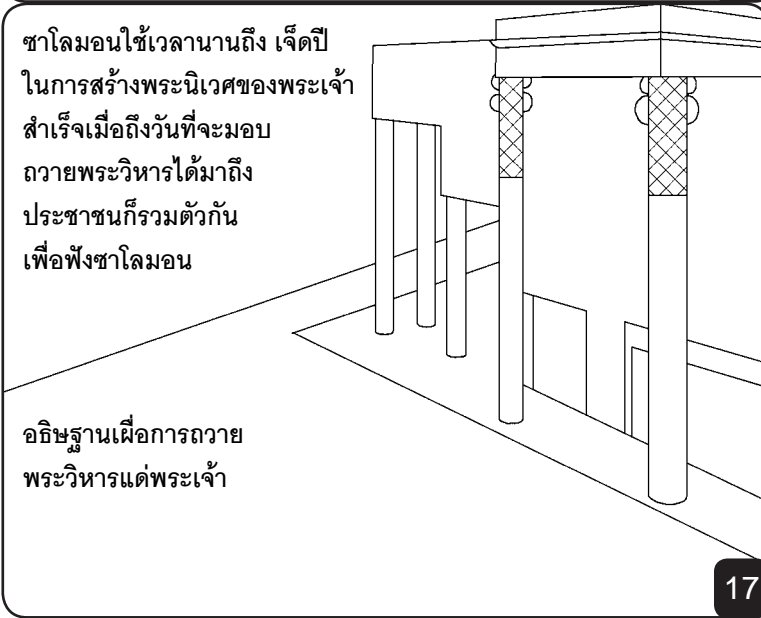 ซาโลมอนใช้เวลานานถึง เจ็ดปี
ในการสร้างพระนิเวศของพระเจ้า
สำเร็จเมื่อถึงวันที่จะมอบ
ถวายพระวิหารได้มาถึง
ประชาชนก็รวมตัวกัน
เพื่อฟังซาโลมอน
อธิษฐานเผื่อการถวาย
พระวิหารแด่พระเจ้า
17